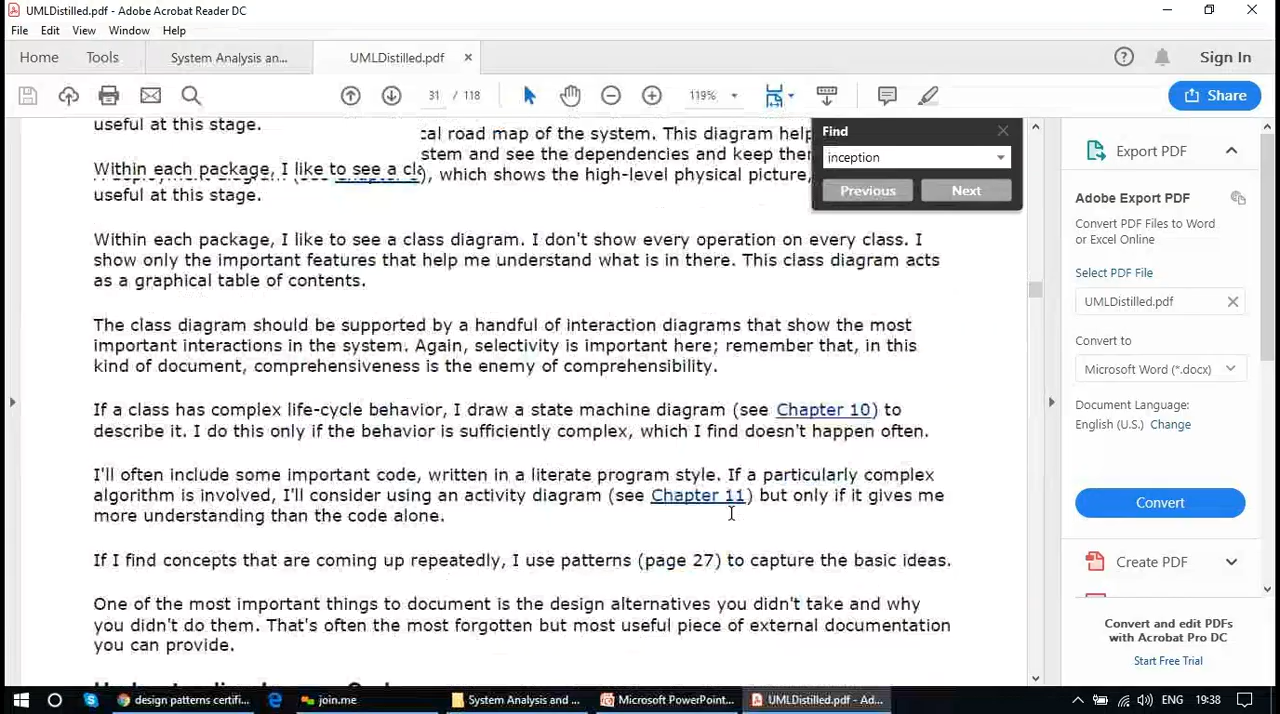 UMLDistilled.pdf - Adobe Acrobat Reader DC
File Edit View Window Help
Home Tools System Analysis an... UMLDistilled.pdf
Sign In
31 / 118 119% Share
useful at this stage.
cal road map of the system. This diagram help
stem and see the dependencies and keep them
Within each package, I like to see a cla
), which shows the high-level physical picture,
useful at this stage.
Within each package, I like to see a class diagram. I don't show every operation on every class. I
show only the important features that help me understand what is in there. This class diagram acts
as a graphical table of contents.
The class diagram should be supported by a handful of interaction diagrams that show the most
important interactions in the system. Again, selectivity is important here; remember that, in this
kind of document, comprehensiveness is the enemy of comprehensibility.
If a class has complex life-cycle behavior, I draw a state machine diagram (see Chapter 10) to
describe it. I do this only if the behavior is sufficiently complex, which I find doesn't happen often.
I'll often include some important code, written in a literate program style. If a particularly complex
algorithm is involved, I'll consider using an activity diagram (see Chapter 11) but only if it gives me
more understanding than the code alone.
If I find concepts that are coming up repeatedly, I use patterns (page 27) to capture the basic ideas.
One of the most important things to document is the design alternatives you didn't take and why
you didn't do them. That's often the most forgotten but most useful piece of external documentation
you can provide.
Find
inception
Previous Next
Export PDF
Adobe Export PDF
Convert PDF Files to Word
or Excel Online
Select PDF File
UMLDistilled.pdf
Convert to
Microsoft Word (*.docx)
Document Language:
English (U.S.) Change
Convert
Create PDF
Convert and edit PDFs
with Acrobat Pro DC
Start Free Trial
design patterns certifi... join.me System Analysis and ... Microsoft PowerPoint... UMLDistilled.pdf - Ad... ENG 19:38